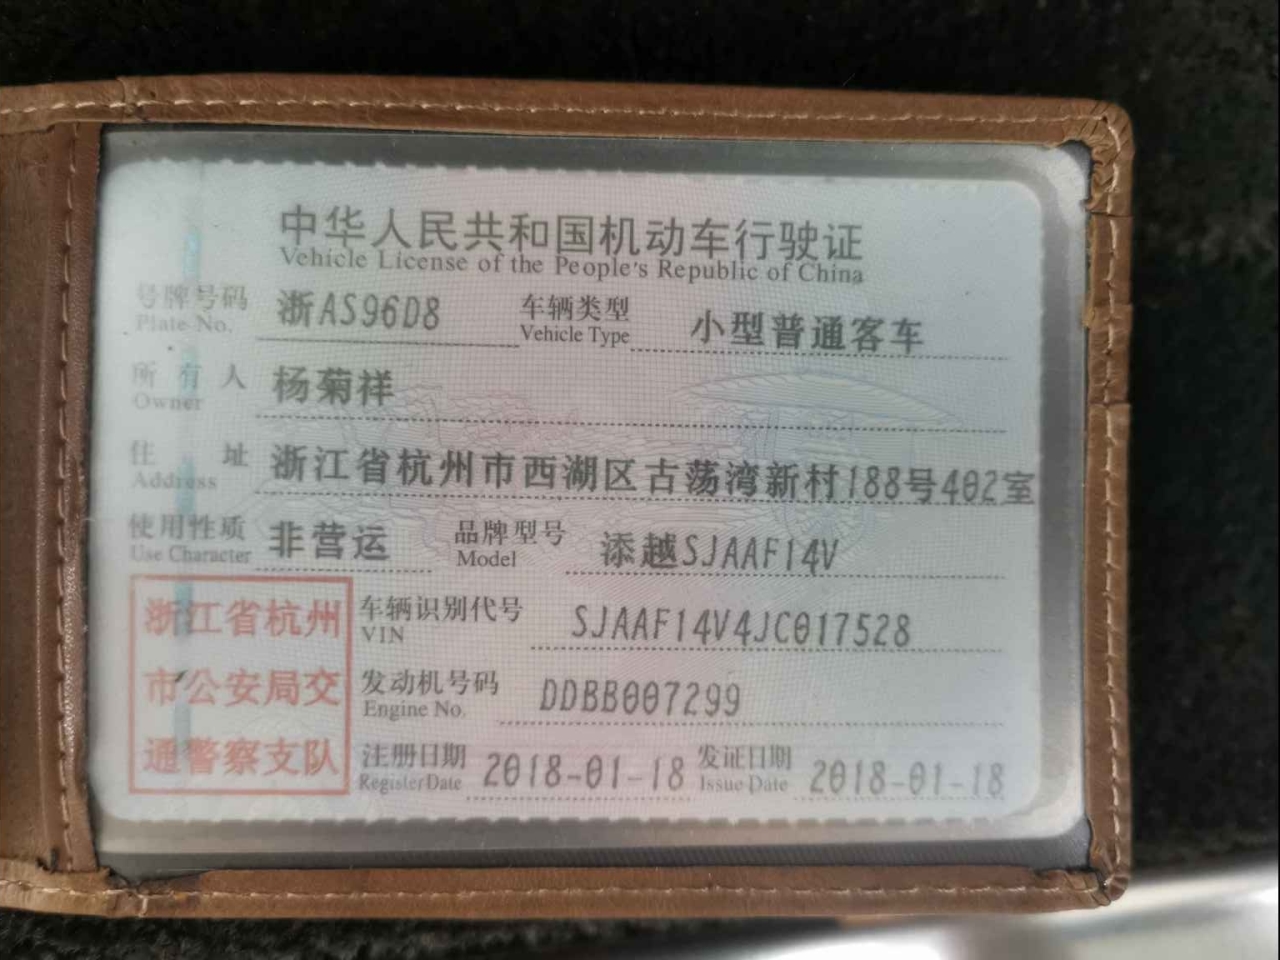 中华人民共和国机动车行驶证
Vehicle License of the People's Republic of China
号牌号码 浙AS96D8 车辆类型 小型普通客车
Plate No. Vehicle Type
所有人 杨菊祥
Owner
住址 浙江省杭州市西湖区古荡湾新村188号402室
Address
使用性质 非营运 品牌型号 添越SJAAF14V
Use Character Model
浙江省杭州
市公安局交
通警察支队
车辆识别代号 SJAAF14V4JC017528
VIN
发动机号码 DDBB007299
Engine No.
注册日期 2018-01-18 发证日期 2018-01-18
Register Date Issue Date